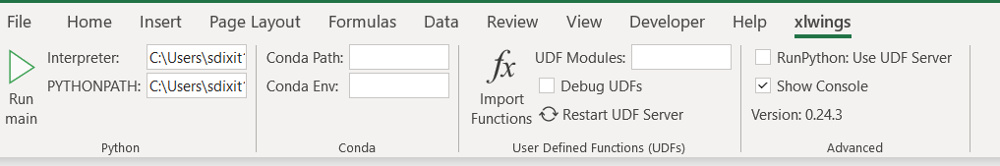 File Home Insert Page Layout Formulas Data Review View Developer Help xlwings
Interpreter: C:\Users\sdixit1
PYTHONPATH: C:\Users\sdixit1
Run
main
Python
Conda Path:
Conda Env:
Conda
fx
Import
Functions
UDF Modules:
Debug UDFs
Restart UDF Server
User Defined Functions (UDFs)
RunPython: Use UDF Server
Show Console
Version: 0.24.3
Advanced